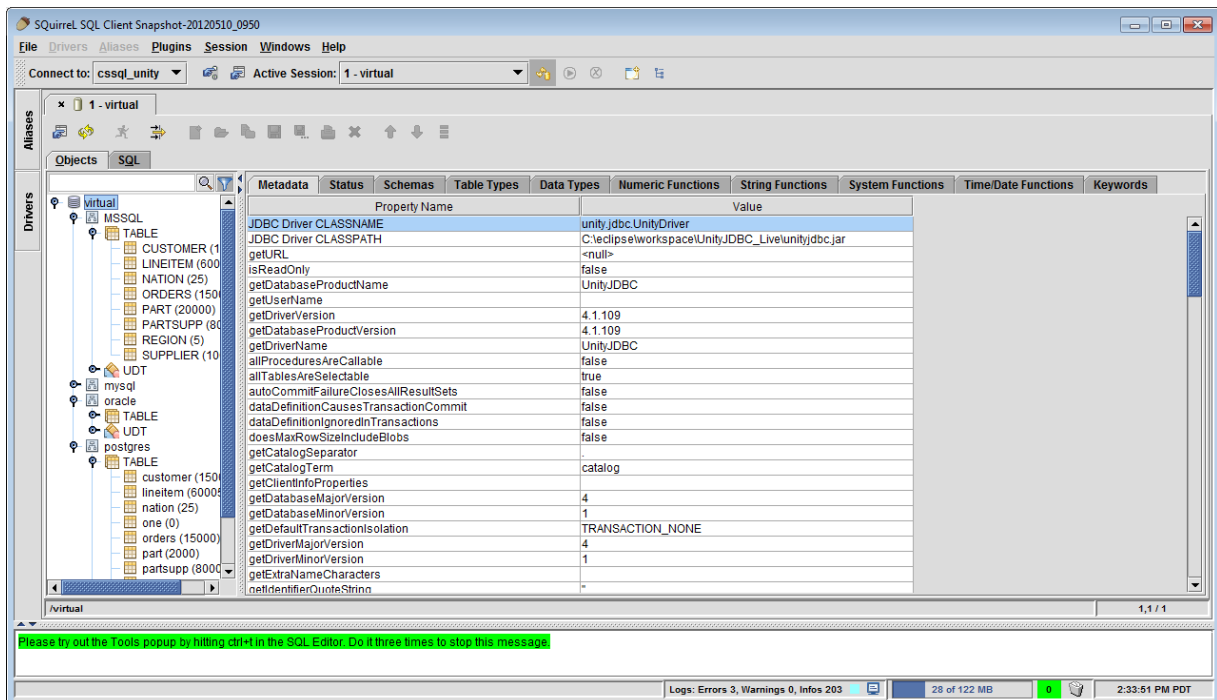 SQuirreL SQL Client Snapshot-20120510_0950
File Drivers Aliases Plugins Session Windows Help
Connect to: cssql_unity Active Session: 1 - virtual
1 - virtual
Aliases
Drivers
Objects SQL
virtual
MSSQL
TABLE
CUSTOMER (1
LINEITEM (600
NATION (25)
ORDERS (150
PART (20000)
PARTSUPP (80
REGION (5)
SUPPLIER (10
UDT
mysql
oracle
TABLE
UDT
postgres
TABLE
customer (150
lineitem (6000
nation (25)
one (0)
orders (15000)
part (2000)
partsupp (800
Metadata Status Schemas Table Types Data Types Numeric Functions String Functions System Functions Time/Date Functions Keywords
Property Name Value
JDBC Driver CLASSNAME unity.jdbc.UnityDriver
JDBC Driver CLASSPATH C:\eclipse\workspace\UnityJDBC_Live\unityjdbc.jar
getURL <null>
isReadOnly false
getDatabaseProductName UnityJDBC
getUserName
getDriverVersion 4.1.109
getDatabaseProductVersion 4.1.109
getDriverName UnityJDBC
allProceduresAreCallable false
allTablesAreSelectable true
autoCommitFailureClosesAllResultSets false
dataDefinitionCausesTransactionCommit false
dataDefinitionIgnoredInTransactions false
doesMaxRowSizeIncludeBlobs false
getCatalogSeparator .
getCatalogTerm catalog
getClientInfoProperties
getDatabaseMajorVersion 4
getDatabaseMinorVersion 1
getDefaultTransactionIsolation TRANSACTION_NONE
getDriverMajorVersion 4
getDriverMinorVersion 1
getExtraNameCharacters
getIdentifierQuoteString "
/virtual 1,1 / 1
Please try out the Tools popup by hitting ctrl+t in the SQL Editor. Do it three times to stop this message.
Logs: Errors 3, Warnings 0, Infos 203 28 of 122 MB 0 2:33:51 PM PDT